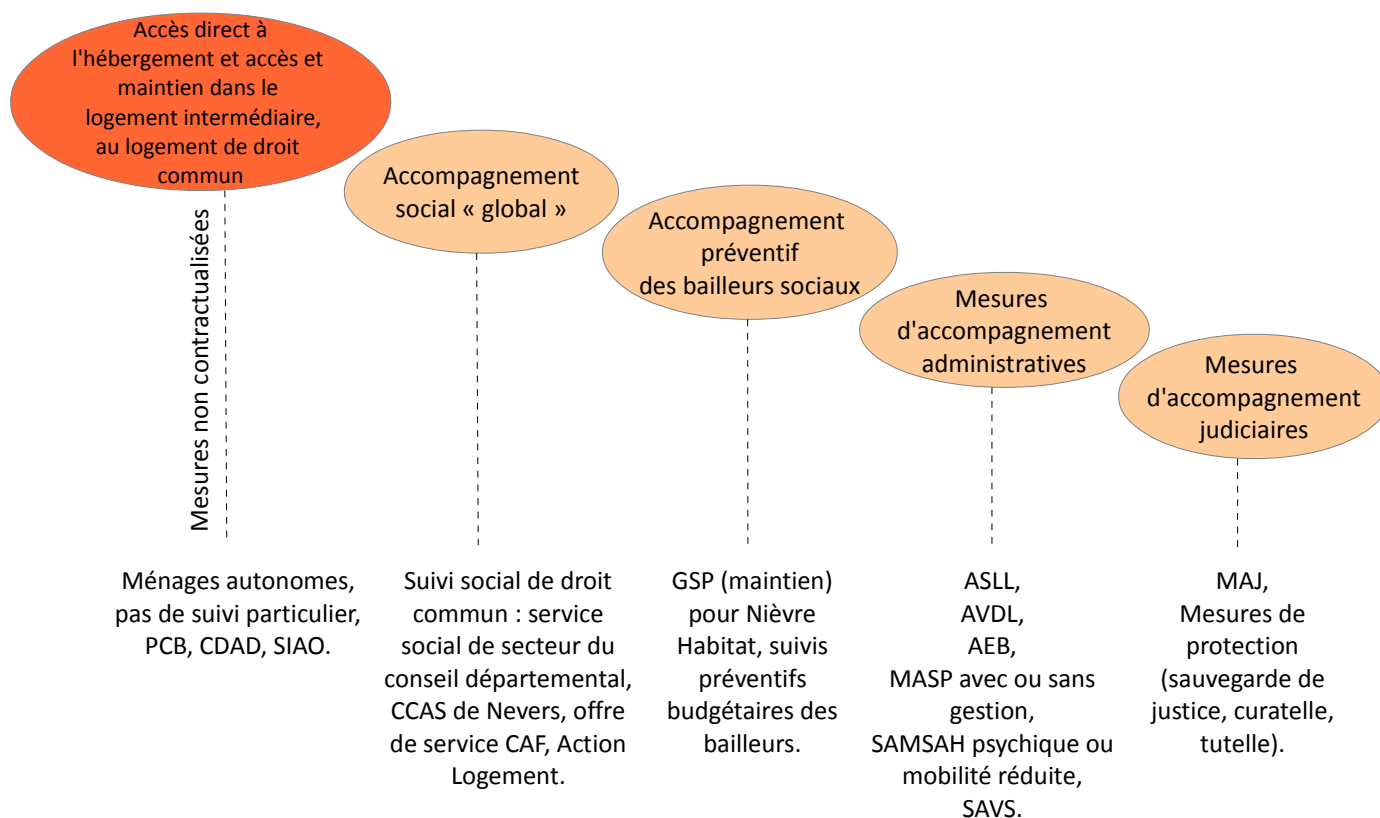 Accès direct à
l'hébergement et accès et
maintien dans le
logement intermédiaire,
au logement de droit
commun
Accompagnement
social « global »
Accompagnement
préventif
des bailleurs sociaux
Mesures
d'accompagnement
administratives
Mesures
d'accompagnement
judiciaires
Mesures non contractualisées
Ménages autonomes,
pas de suivi particulier,
PCB, CDAD, SIAO.
Suivi social de droit
commun : service
social de secteur du
conseil départemental,
CCAS de Nevers, offre
de service CAF, Action
Logement.
GSP (maintien)
pour Nièvre
Habitat, suivis
préventifs
budgétaires des
bailleurs.
ASLL,
AVDL,
AEB,
MASP avec ou sans
gestion,
SAMSAH psychique ou
mobilité réduite,
SAVS.
MAJ,
Mesures de
protection
(sauvegarde de
justice, curatelle,
tutelle).